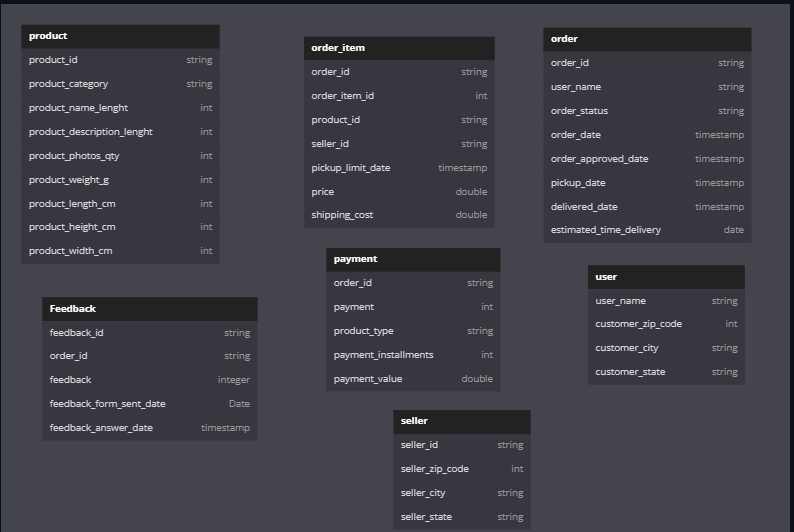 product
product_id string
product_category string
product_name_lenght int
product_description_lenght int
product_photos_qty int
product_weight_g int
product_length_cm int
product_height_cm int
product_width_cm int
order_item
order_id string
order_item_id int
product_id string
seller_id string
pickup_limit_date timestamp
price double
shipping_cost double
order
order_id string
user_name string
order_status string
order_date timestamp
order_approved_date timestamp
pickup_date timestamp
delivered_date timestamp
estimated_time_delivery date
payment
order_id string
payment int
product_type string
payment_installments int
payment_value double
user
user_name string
customer_zip_code int
customer_city string
customer_state string
Feedback
feedback_id string
order_id string
feedback integer
feedback_form_sent_date Date
feedback_answer_date timestamp
seller
seller_id string
seller_zip_code int
seller_city string
seller_state string